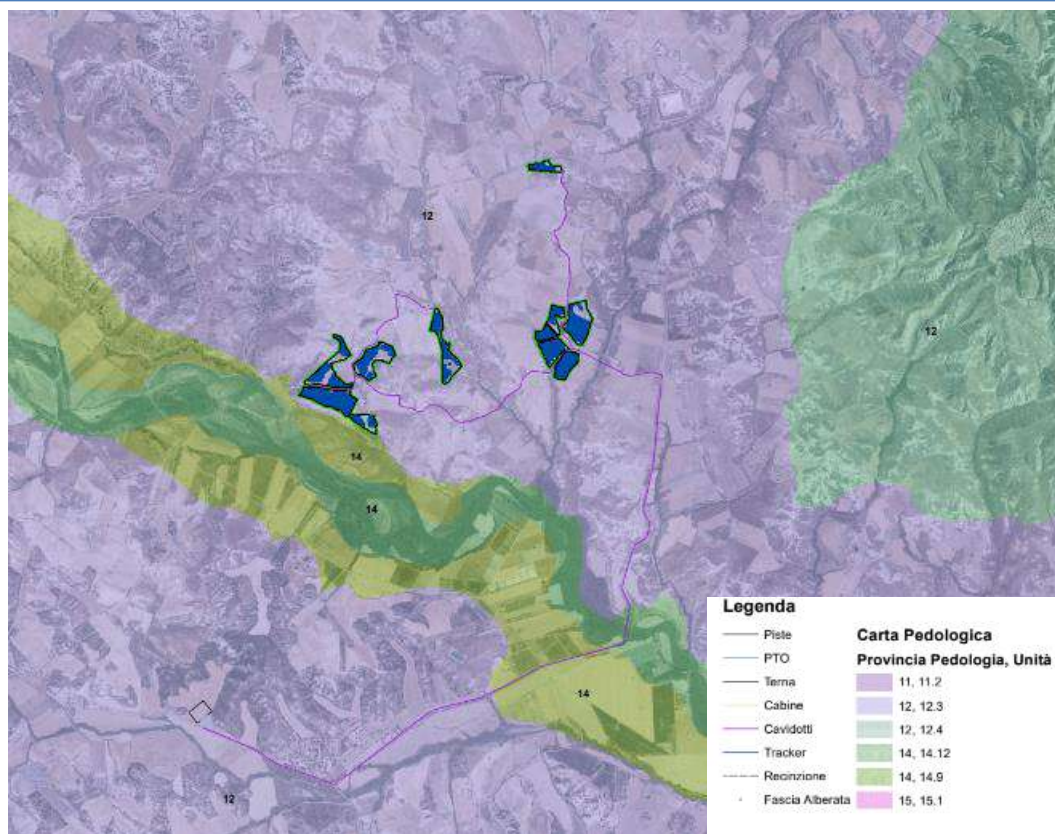 12
12
14
14
14
12
Legenda
Piste
PTO
Terna
Cabine
Cavidotti
Tracker
Recinzione
Fascia Alberata
Carta Pedologica
Provincia Pedologia, Unità
11, 11.2
12, 12.3
12, 12.4
14, 14.12
14, 14.9
15, 15.1